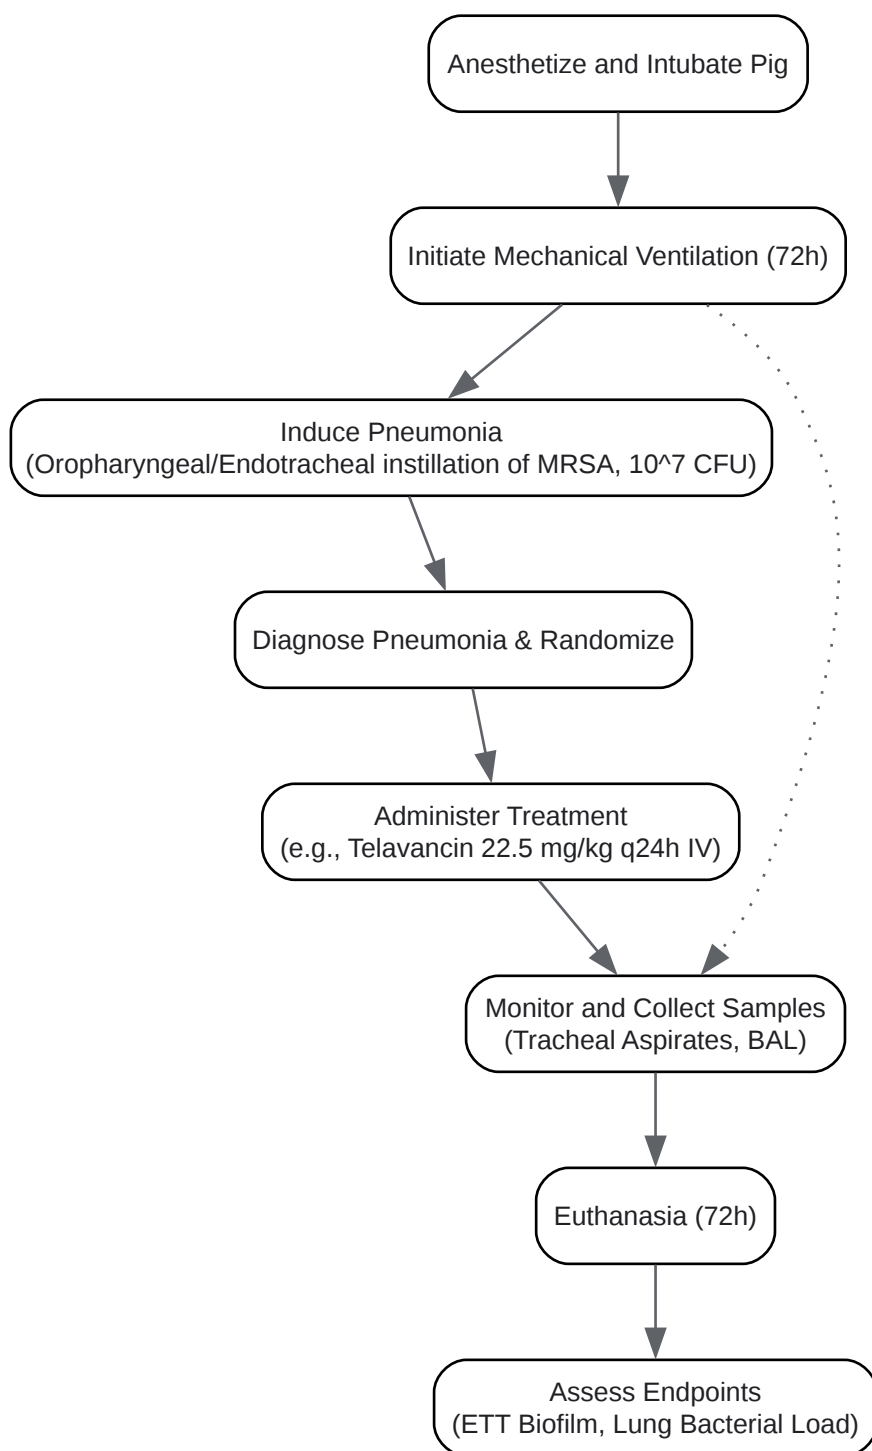 Anesthetize and Intubate Pig
Initiate Mechanical Ventilation (72h)
Induce Pneumonia
(Oropharyngeal/Endotracheal instillation of MRSA, 10^7 CFU)
Diagnose Pneumonia & Randomize
Administer Treatment
(e.g., Telavancin 22.5 mg/kg q24h IV)
Monitor and Collect Samples
(Tracheal Aspirates, BAL)
Euthanasia (72h)
Assess Endpoints
(ETT Biofilm, Lung Bacterial Load)